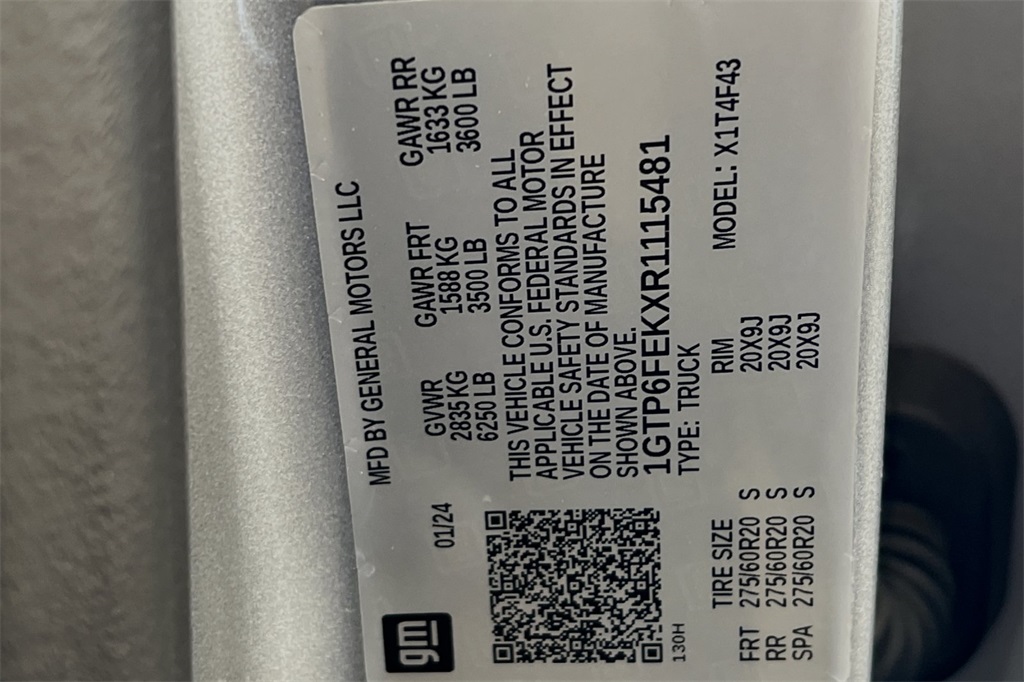 gm
01/24
MFD BY GENERAL MOTORS LLC
GVWR GAWR FRT GAWR RR
2835 KG 1588 KG 1633 KG
6250 LB 3500 LB 3600 LB
THIS VEHICLE CONFORMS TO ALL
APPLICABLE U.S. FEDERAL MOTOR
VEHICLE SAFETY STANDARDS IN EFFECT
ON THE DATE OF MANUFACTURE
SHOWN ABOVE.
1GTP6FEKXR1115481
130H
TYPE: TRUCK
MODEL: X1T4F43
TIRE SIZE RIM
FRT 275/60R20 S 20X9J
RR 275/60R20 S 20X9J
SPA 275/60R20 S 20X9J